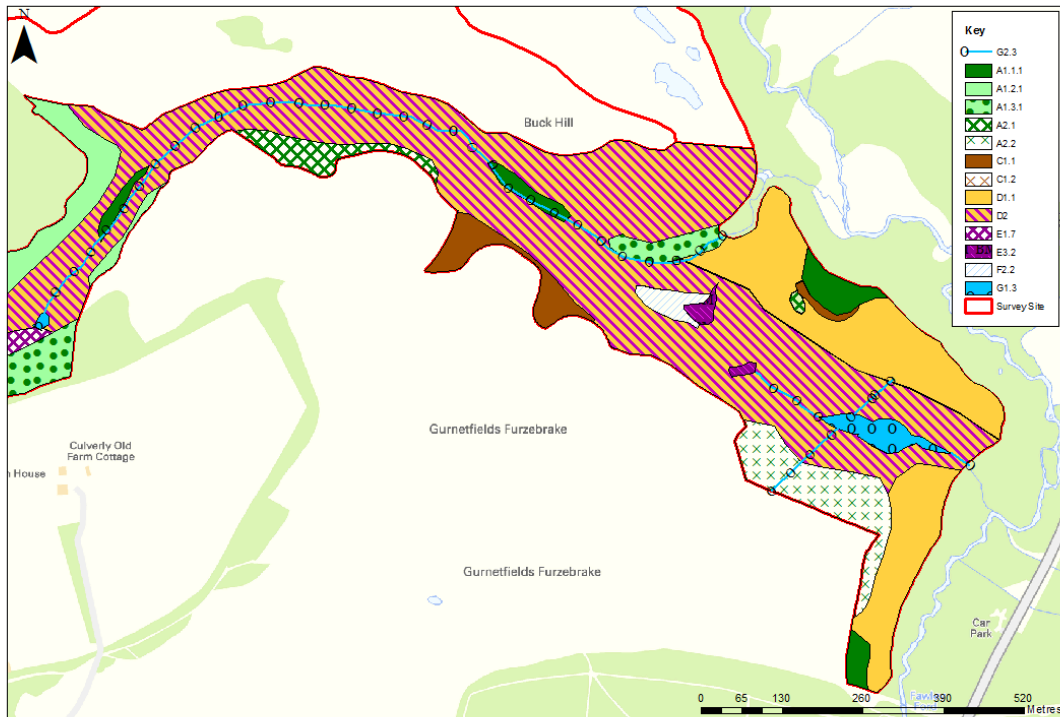 N
Key
G2.3
A1.1.1
A1.2.1
A1.3.1
A2.1
A2.2
C1.1
C1.2
D1.1
D2
E1.7
E3.2
F2.2
G1.3
Survey Site
Buck Hill
Gurnetfields Furzebrake
Culverly Old
Farm Cottage
n House
Gurnetfields Furzebrake
Car
Park
Ford
0 65 130 260 390 520
Metres